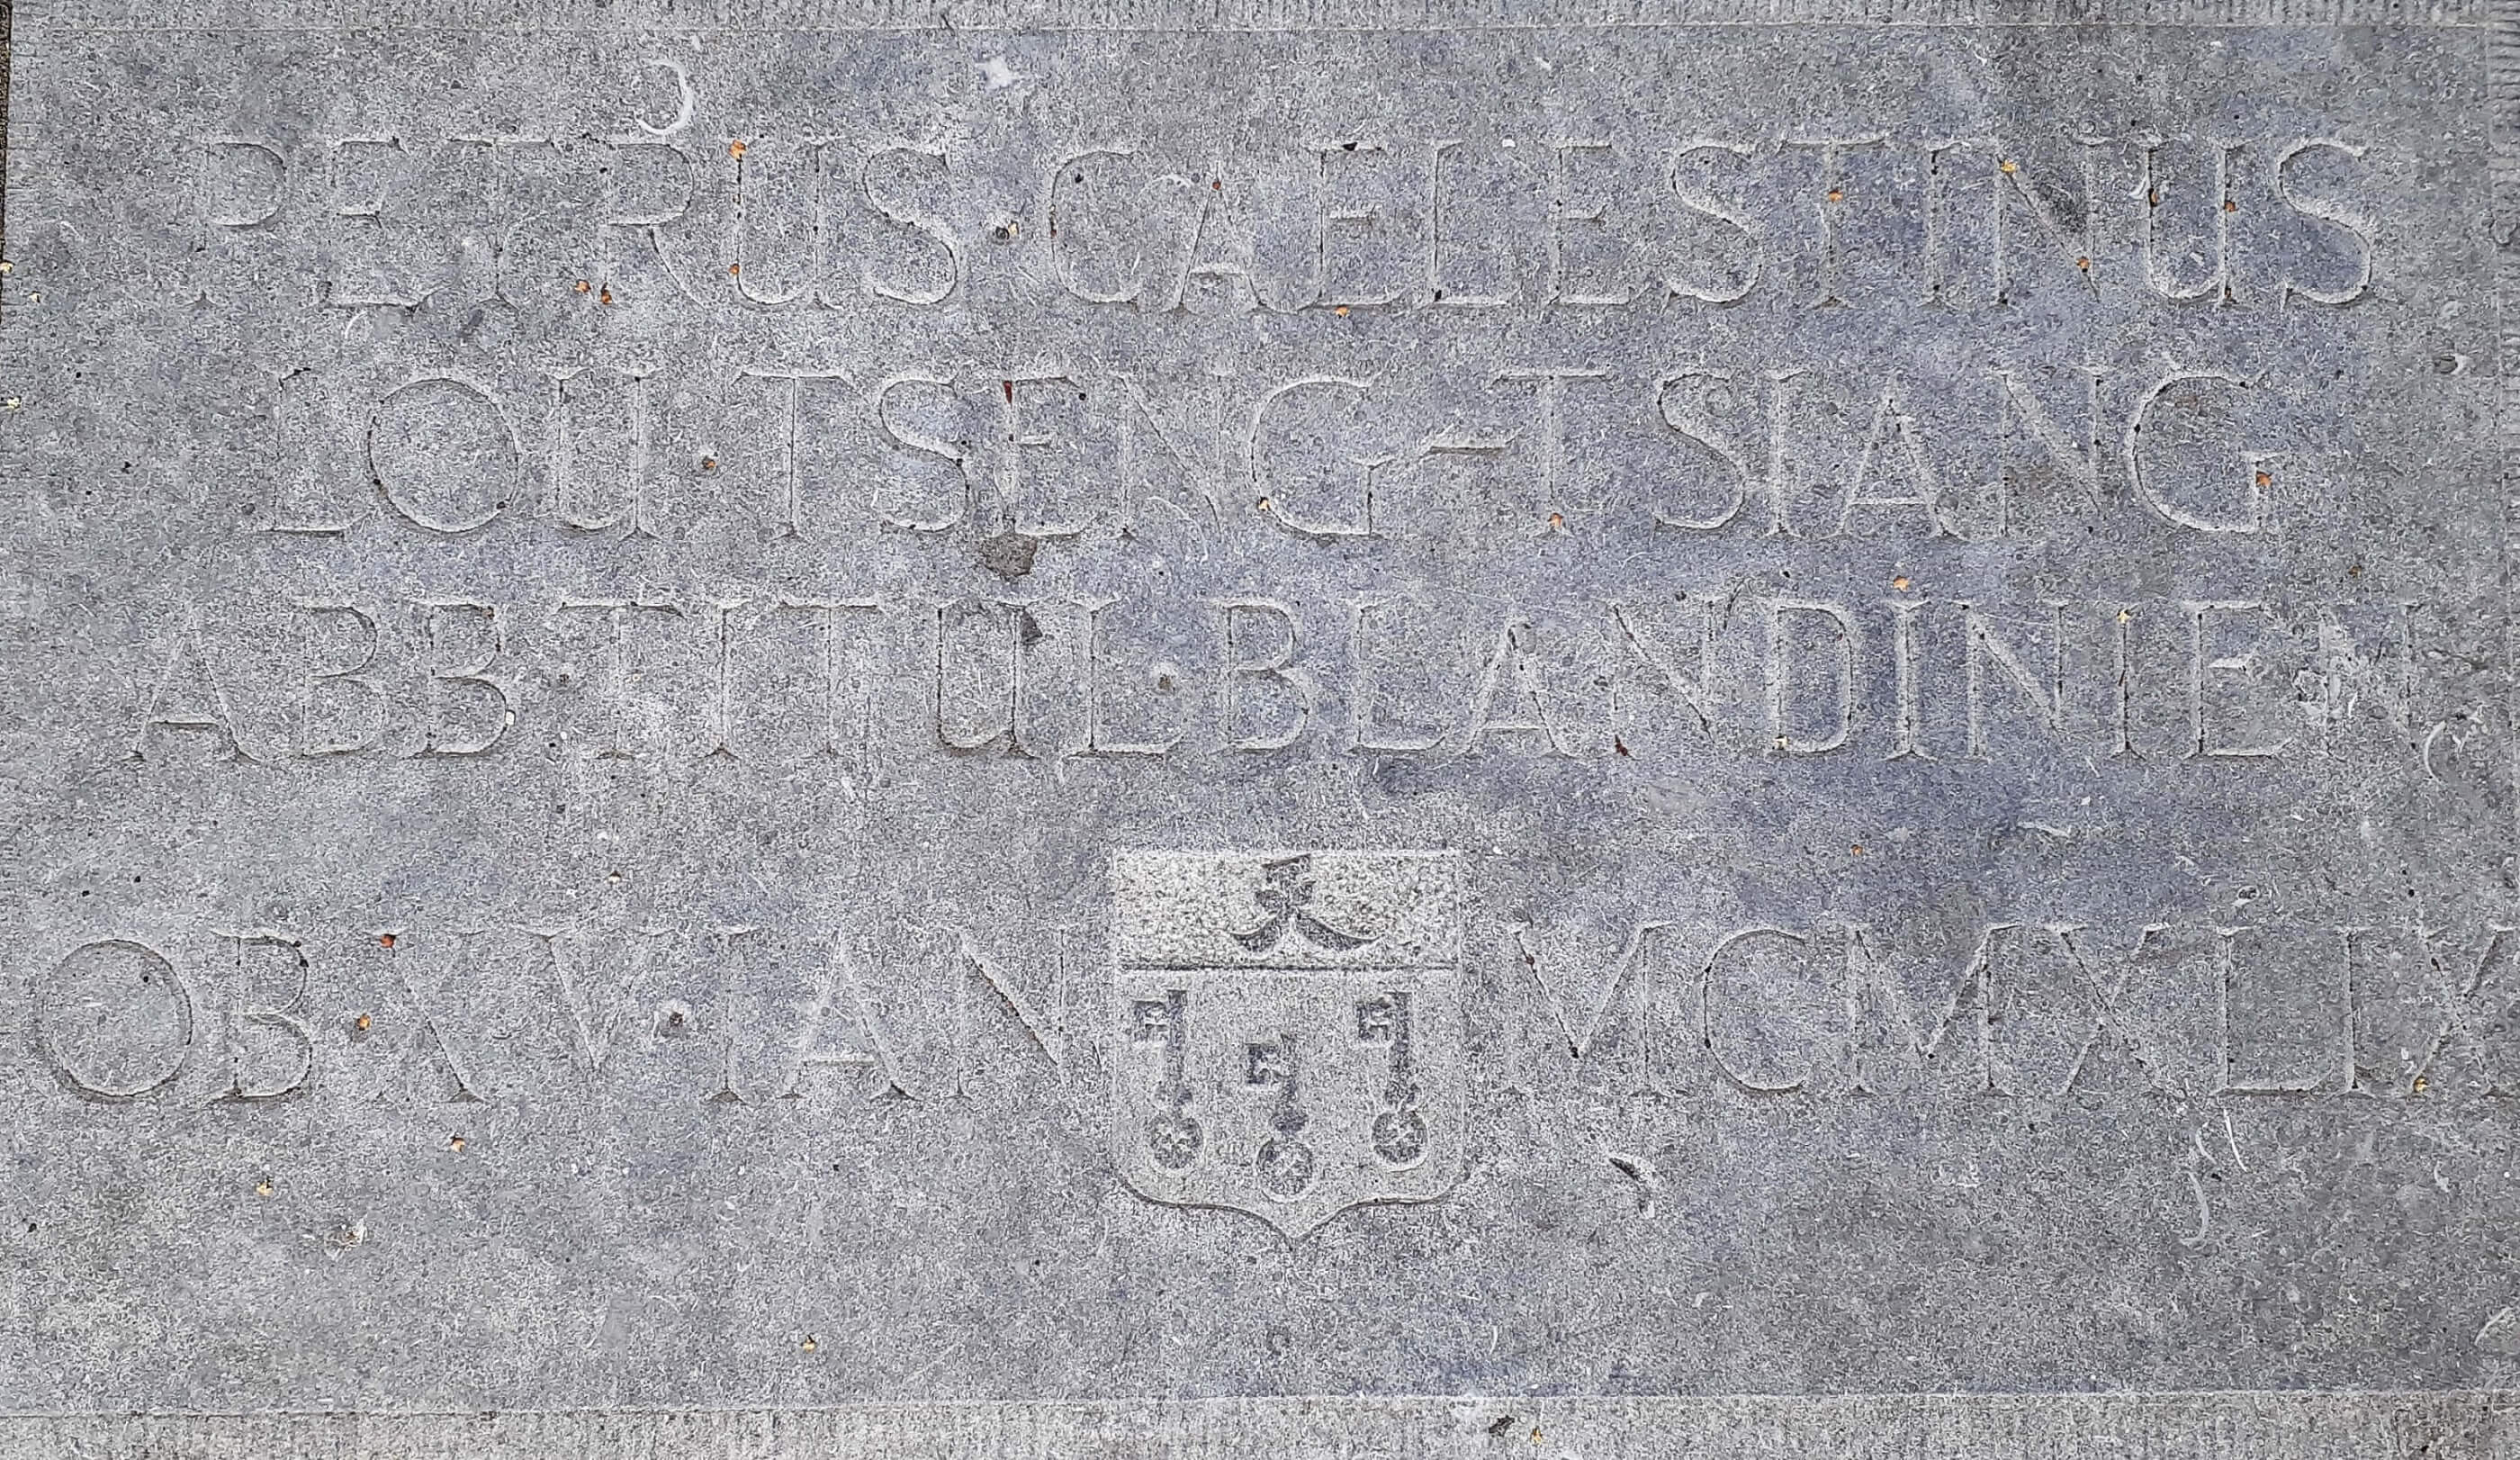 PETRUS·CAELESTINUS
LOU·TSENG-TSIANG
ABB·TITUL·BLANDINIEN
OB·XV·IAN MCMXLIX